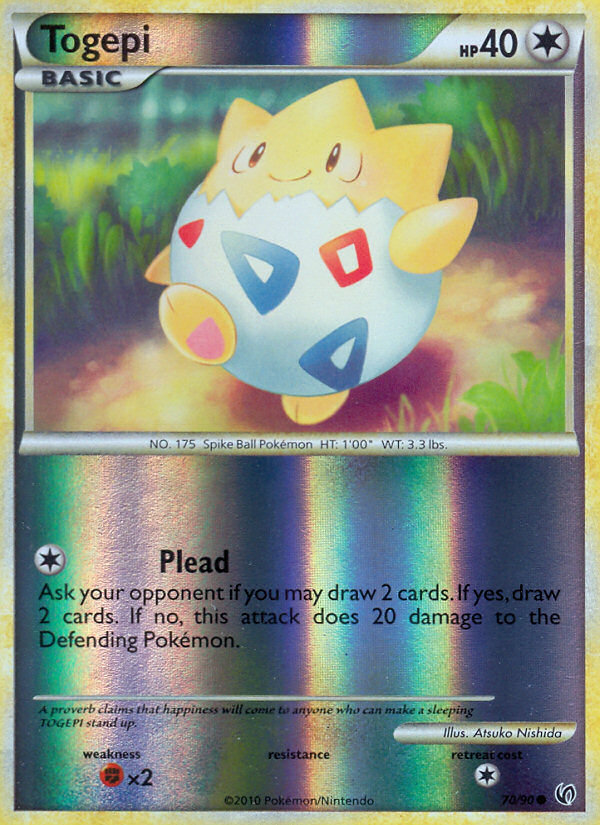 Togepi
HP 40
BASIC
NO. 175 Spike Ball Pokémon HT: 1'00" WT: 3.3 lbs.
Plead
Ask your opponent if you may draw 2 cards. If yes, draw
2 cards. If no, this attack does 20 damage to the
Defending Pokémon.
A proverb claims that happiness will come to anyone who can make a sleeping
TOGEPI stand up.
Illus. Atsuko Nishida
weakness resistance retreat cost
×2
©2010 Pokémon/Nintendo 70/90